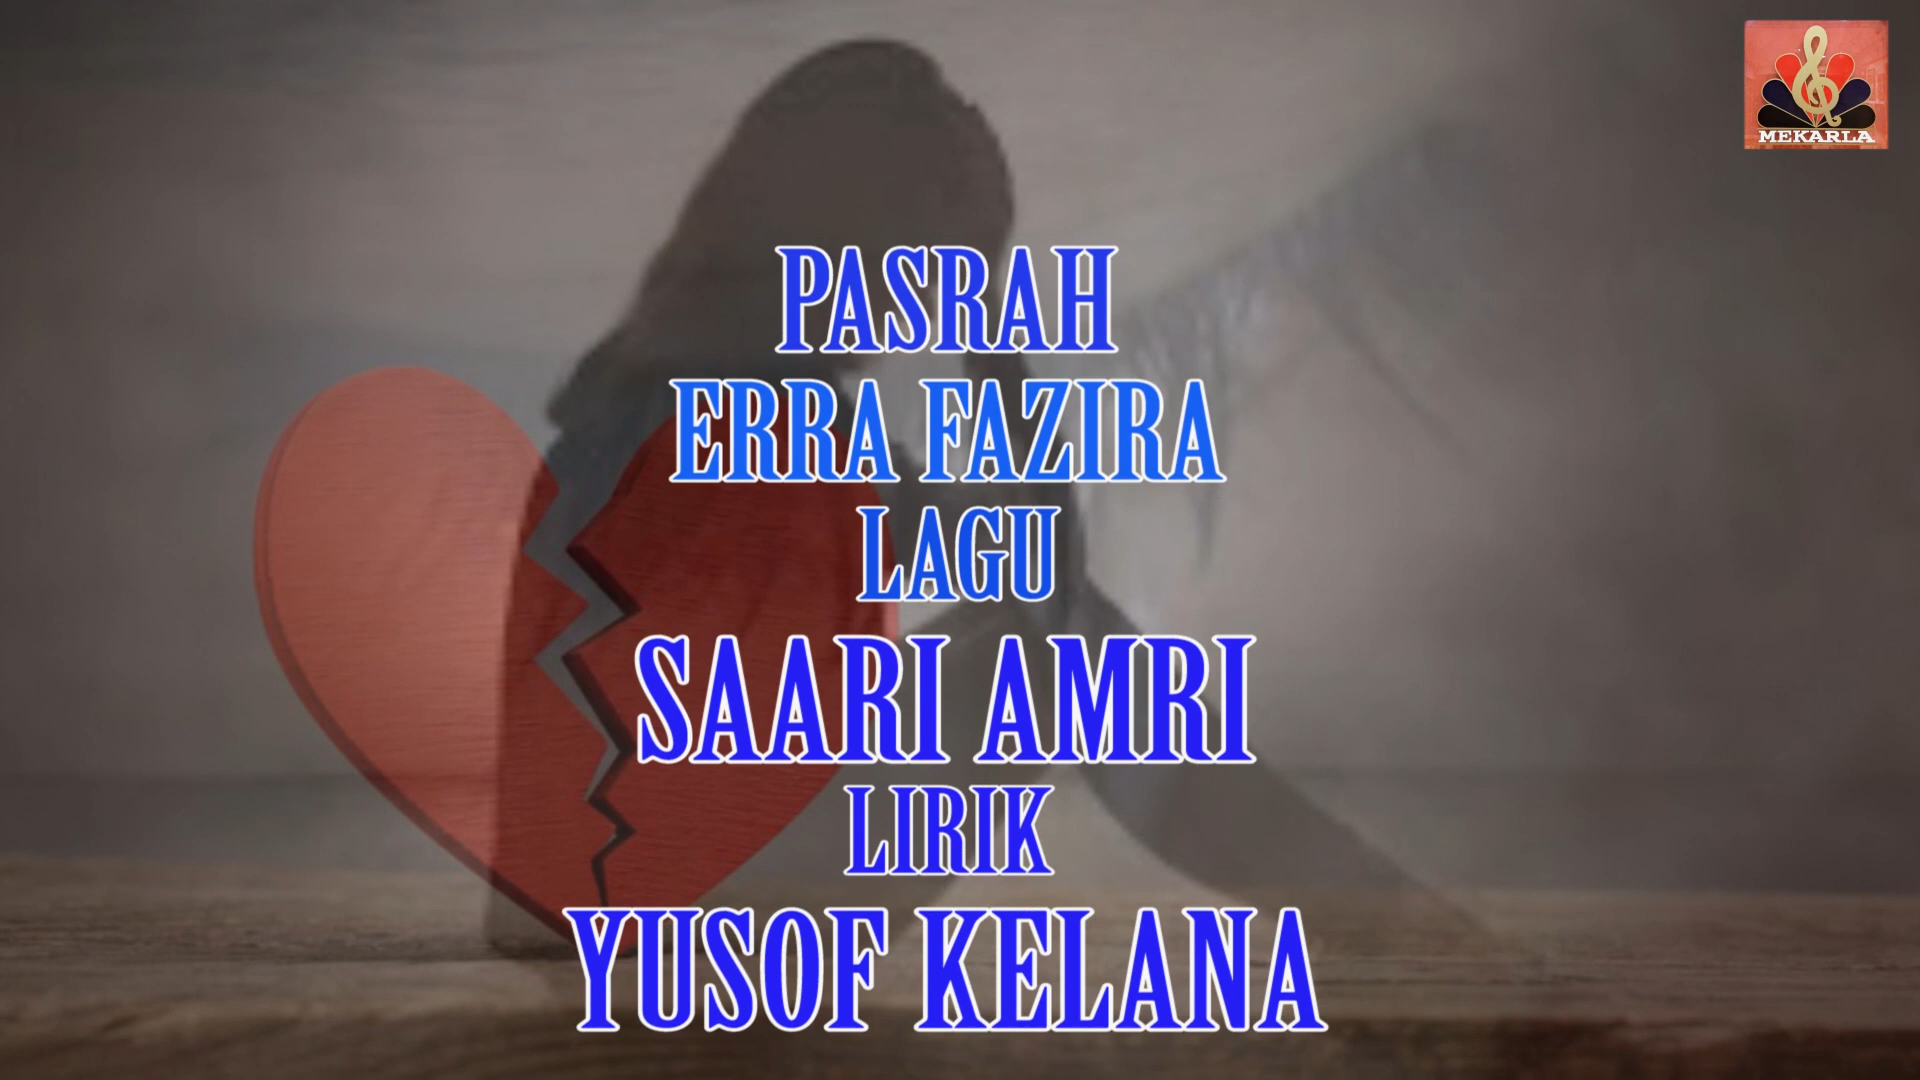 MEKARLA
PASRAH
ERRA FAZIRA
LAGU
SAARI AMRI
LIRIK
YUSOF KELANA